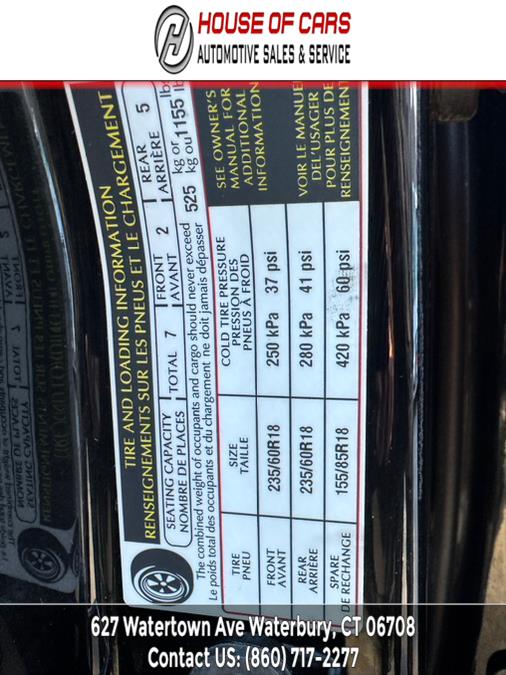 HOUSE OF CARS
AUTOMOTIVE SALES & SERVICE
TIRE AND LOADING INFORMATION
RENSEIGNEMENTS SUR LES PNEUS ET LE CHARGEMENT
SEATING CAPACITY TOTAL 7 FRONT 2 REAR 5
NOMBRE DE PLACES AVANT ARRIÈRE
The combined weight of occupants and cargo should never exceed 525 kg or 1155 lbs
Le poids total des occupants et du chargement ne doit jamais dépasser kg ou lb
TIRE SIZE COLD TIRE PRESSURE
PNEU TAILLE PRESSION DES
PNEUS À FROID
SEE OWNER'S
MANUAL FOR
ADDITIONAL
INFORMATION
FRONT 235/60R18 250 kPa 37 psi
AVANT
REAR 235/60R18 280 kPa 41 psi
ARRIÈRE
SPARE 155/85R18 420 kPa 60 psi
DE RECHANGE
VOIR LE MANUEL
DE L'USAGER
POUR PLUS DE
RENSEIGNEMENT
627 Watertown Ave Waterbury, CT 06708
Contact US: (860) 717-2277